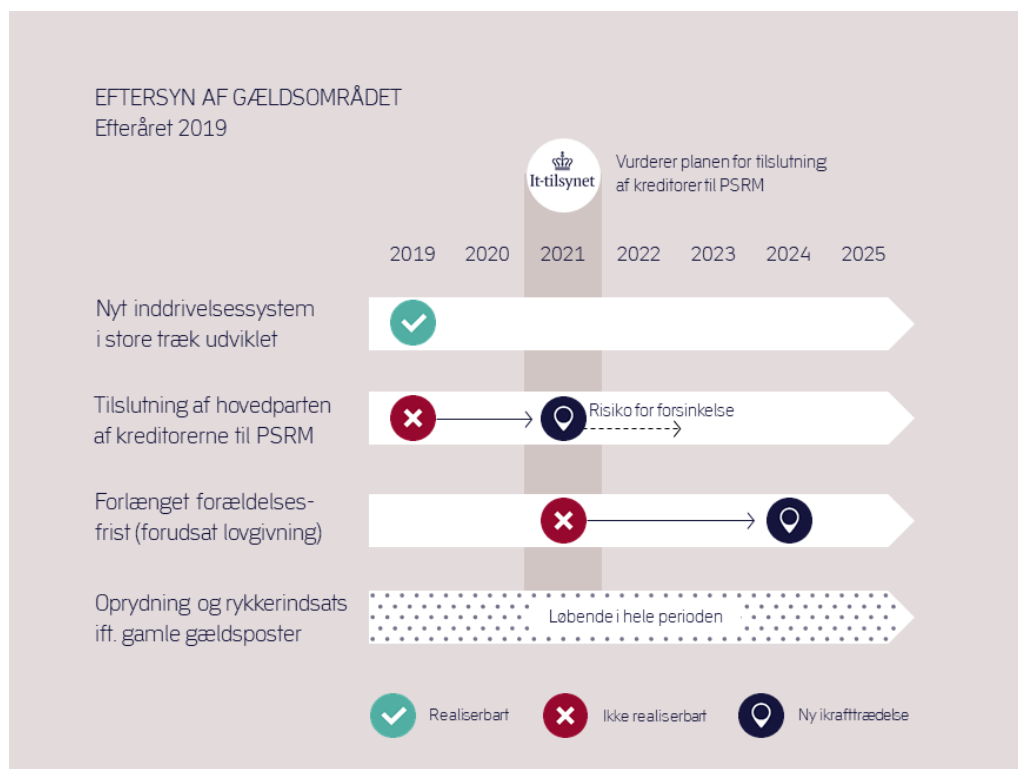 EFTERSYN AF GÆLDSOMRÅDET
Efteråret 2019
It-tilsynet
Vurderer planen for tilslutning
af kreditorer til PSRM
2019 2020 2021 2022 2023 2024 2025
Nyt inddrivelsessystem
i store træk udviklet
Tilslutning af hovedparten
af kreditorerne til PSRM
Risiko for forsinkelse
Forlænget forældelses-
frist (forudsat lovgivning)
Oprydning og rykkerindsats
ift. gamle gældsposter
Løbende i hele perioden
Realiserbart
Ikke realiserbart
Ny ikrafttrædelse